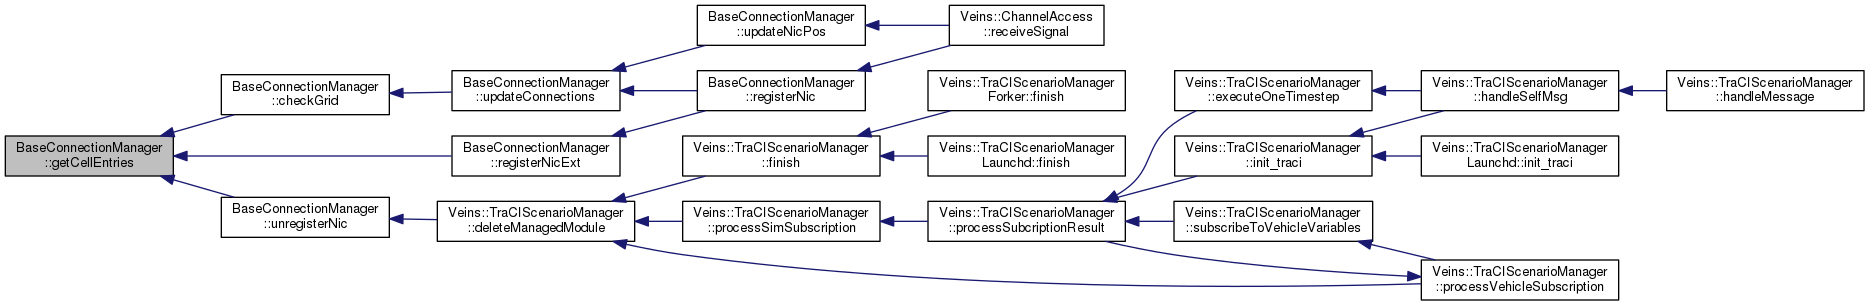 BaseConnectionManager
::getCellEntries
BaseConnectionManager
::checkGrid
BaseConnectionManager
::registerNicExt
BaseConnectionManager
::unregisterNic
BaseConnectionManager
::updateConnections
BaseConnectionManager
::updateNicPos
BaseConnectionManager
::registerNic
Veins::ChannelAccess
::receiveSignal
Veins::TraCIScenarioManager
::deleteManagedModule
Veins::TraCIScenarioManager
::finish
Veins::TraCIScenarioManager
Forker::finish
Veins::TraCIScenarioManager
Launchd::finish
Veins::TraCIScenarioManager
::processSimSubscription
Veins::TraCIScenarioManager
::processSubcriptionResult
Veins::TraCIScenarioManager
::executeOneTimestep
Veins::TraCIScenarioManager
::init_traci
Veins::TraCIScenarioManager
::subscribeToVehicleVariables
Veins::TraCIScenarioManager
::handleSelfMsg
Veins::TraCIScenarioManager
Launchd::init_traci
Veins::TraCIScenarioManager
::processVehicleSubscription
Veins::TraCIScenarioManager
::handleMessage